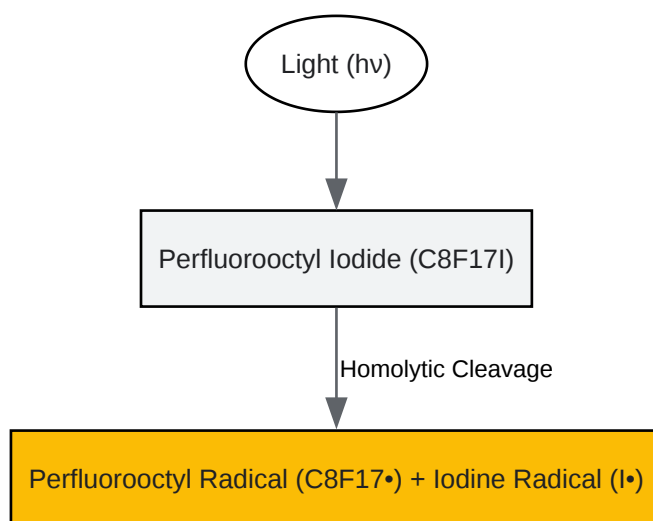 Light (hν)
Perfluorooctyl Iodide (C8F17I)
Homolytic Cleavage
Perfluorooctyl Radical (C8F17•) + Iodine Radical (I•)